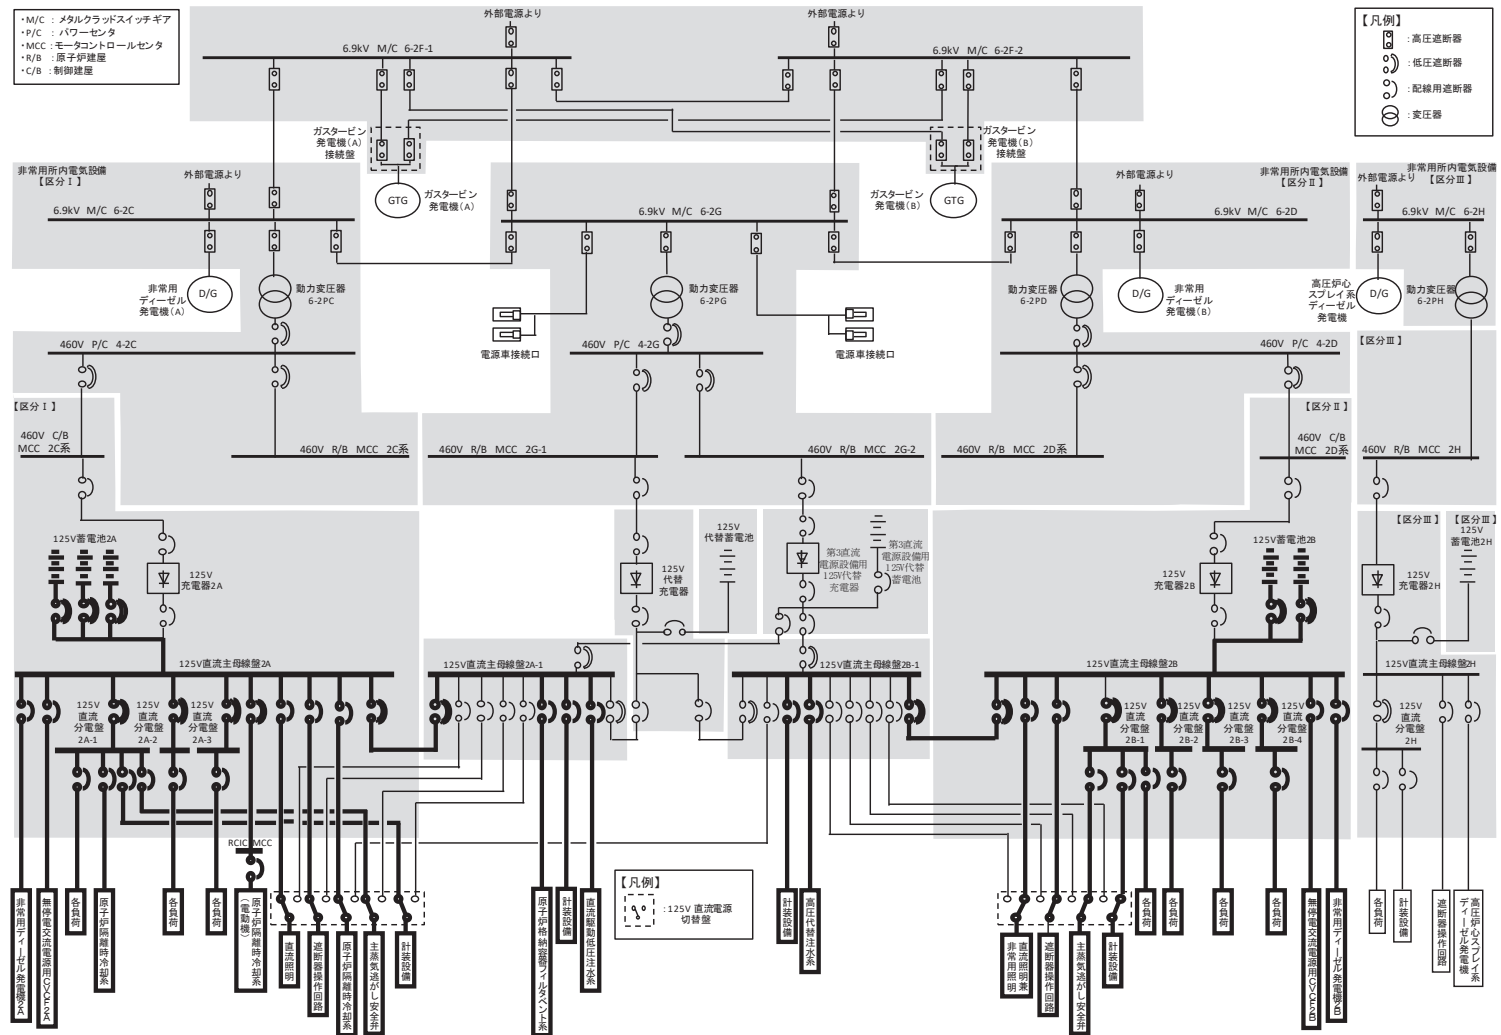 ・M/C ：メタルクラッドスイッチギア
・P/C ：パワーセンタ
・MCC：モータコントロールセンタ
・R/B ：原子炉建屋
・C/B ：制御建屋
外部電源より
外部電源より
【凡例】
：高圧遮断器
：低圧遮断器
：配線用遮断器
：変圧器
6.9kV M/C 6-2F-1
6.9kV M/C 6-2F-2
ガスタービン
発電機(A)
接続盤
ガスタービン
発電機(B)
接続盤
GTG
ガスタービン
発電機(A)
ガスタービン
発電機(B)
GTG
非常用所内電気設備
【区分Ⅰ】
外部電源より
6.9kV M/C 6-2C
6.9kV M/C 6-2G
外部電源より
非常用所内電気設備
【区分Ⅱ】
6.9kV M/C 6-2D
非常用所内電気設備
【区分Ⅲ】
外部電源より
6.9kV M/C 6-2H
非常用
ディーゼル
発電機(A)
D/G
動力変圧器
6-2PC
動力変圧器
6-2PG
動力変圧器
6-2PD
D/G
非常用
ディーゼル
発電機(B)
高圧炉心
スプレイ系
ディーゼル
発電機
D/G
動力変圧器
6-2PH
電源車接続口
電源車接続口
460V P/C 4-2C
460V P/C 4-2G
460V P/C 4-2D
【区分Ⅲ】
【区分Ⅰ】
【区分Ⅱ】
460V C/B
MCC 2C系
460V R/B MCC 2C系
460V R/B MCC 2G-1
460V R/B MCC 2G-2
460V R/B MCC 2D系
460V C/B
MCC 2D系
460V R/B MCC 2H
125V蓄電池2A
125V
充電器2A
125V
代替
充電器
125V
代替蓄電池
第3直流
電源設備用
125V代替
充電器
第3直流
電源設備用
125V代替
蓄電池
125V
充電器2B
125V蓄電池2B
【区分Ⅲ】
125V
充電器2H
【区分Ⅲ】
125V
蓄電池2H
125V直流主母線盤2A
125V直流主母線盤2A-1
125V直流主母線盤2B-1
125V直流主母線盤2B
125V直流主母線盤2H
125V
直流
分電盤
2A-1
125V
直流
分電盤
2A-2
125V
直流
分電盤
2A-3
125V
直流
分電盤
2B-1
125V
直流
分電盤
2B-2
125V
直流
分電盤
2B-3
125V
直流
分電盤
2B-4
125V
直流
分電盤
2H
RCIC MCC
【凡例】
：125V 直流電源
切替盤
非常用ディーゼル発電機2A
無停電交流電源用CVCF2A
各負荷
原子炉隔離時冷却系
各負荷
各負荷
原子炉隔離時冷却系
(電動機)
直流照明
遮断器操作回路
原子炉隔離時冷却系
主蒸気逃がし安全弁
計装設備
原子炉格納容器フィルタベント系
計装設備
直流駆動低圧注水系
計装設備
高圧代替注水系
直流照明兼
非常用照明
遮断器操作回路
主蒸気逃がし安全弁
計装設備
各負荷
各負荷
各負荷
各負荷
無停電交流電源用CVCF2B
非常用ディーゼル発電機2B
各負荷
計装設備
遮断器操作回路
高圧炉心スプレイ系
ディーゼル発電機